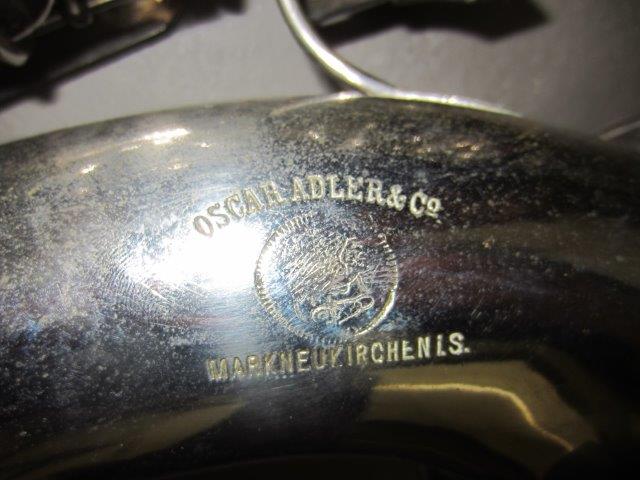 OSCAR ADLER & Cº
MARKNEUKIRCHEN I.S.